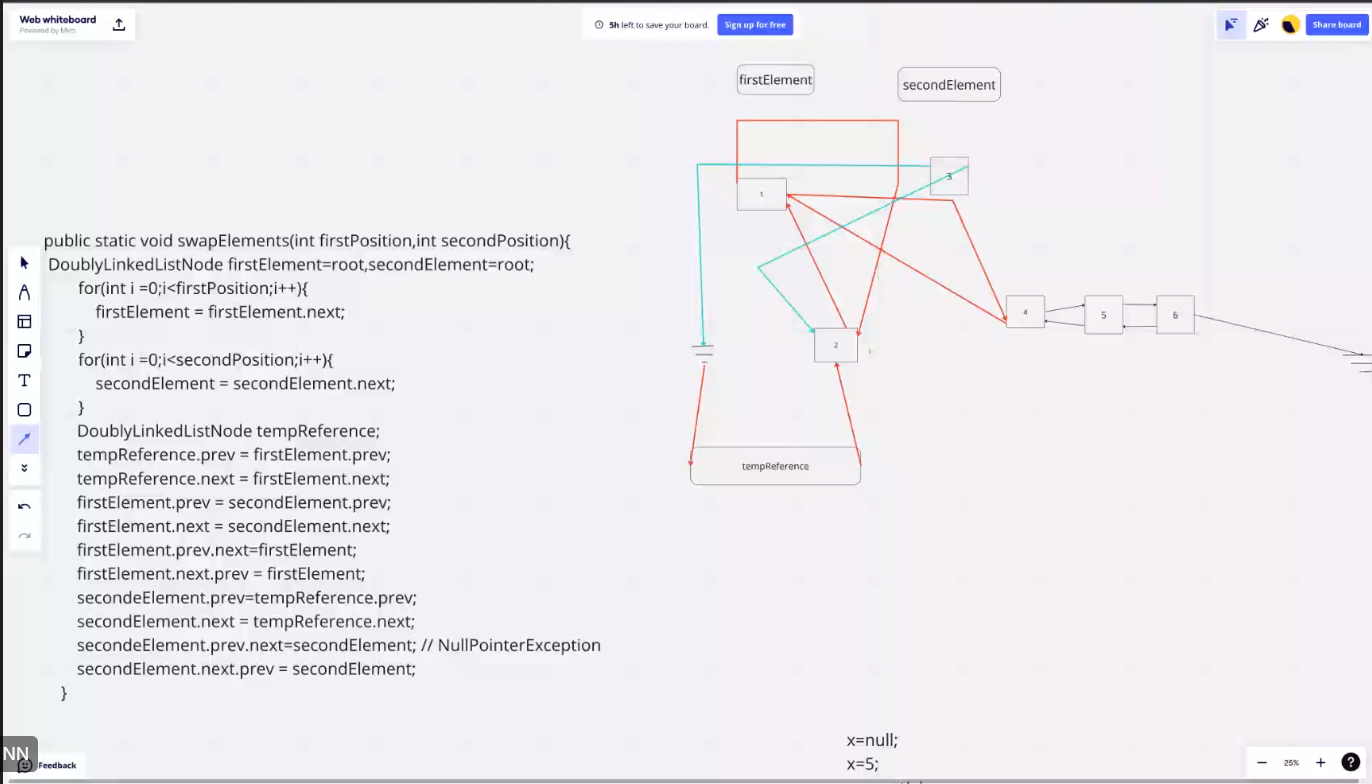 Web whiteboard
Powered by Miro
5h left to save your board.
Sign up for free
Share board
firstElement
secondElement
3
1
public static void swapElements(int firstPosition,int secondPosition){
DoublyLinkedListNode firstElement=root,secondElement=root;
for(int i =0;i<firstPosition;i++){
firstElement = firstElement.next;
}
for(int i =0;i<secondPosition;i++){
secondElement = secondElement.next;
}
DoublyLinkedListNode tempReference;
tempReference.prev = firstElement.prev;
tempReference.next = firstElement.next;
firstElement.prev = secondElement.prev;
firstElement.next = secondElement.next;
firstElement.prev.next=firstElement;
firstElement.next.prev = firstElement;
secondeElement.prev=tempReference.prev;
secondElement.next = tempReference.next;
secondeElement.prev.next=secondElement; // NullPointerException
secondElement.next.prev = secondElement;
}
4
5
6
2
tempReference
x=null;
x=5;
NN
Feedback
25%